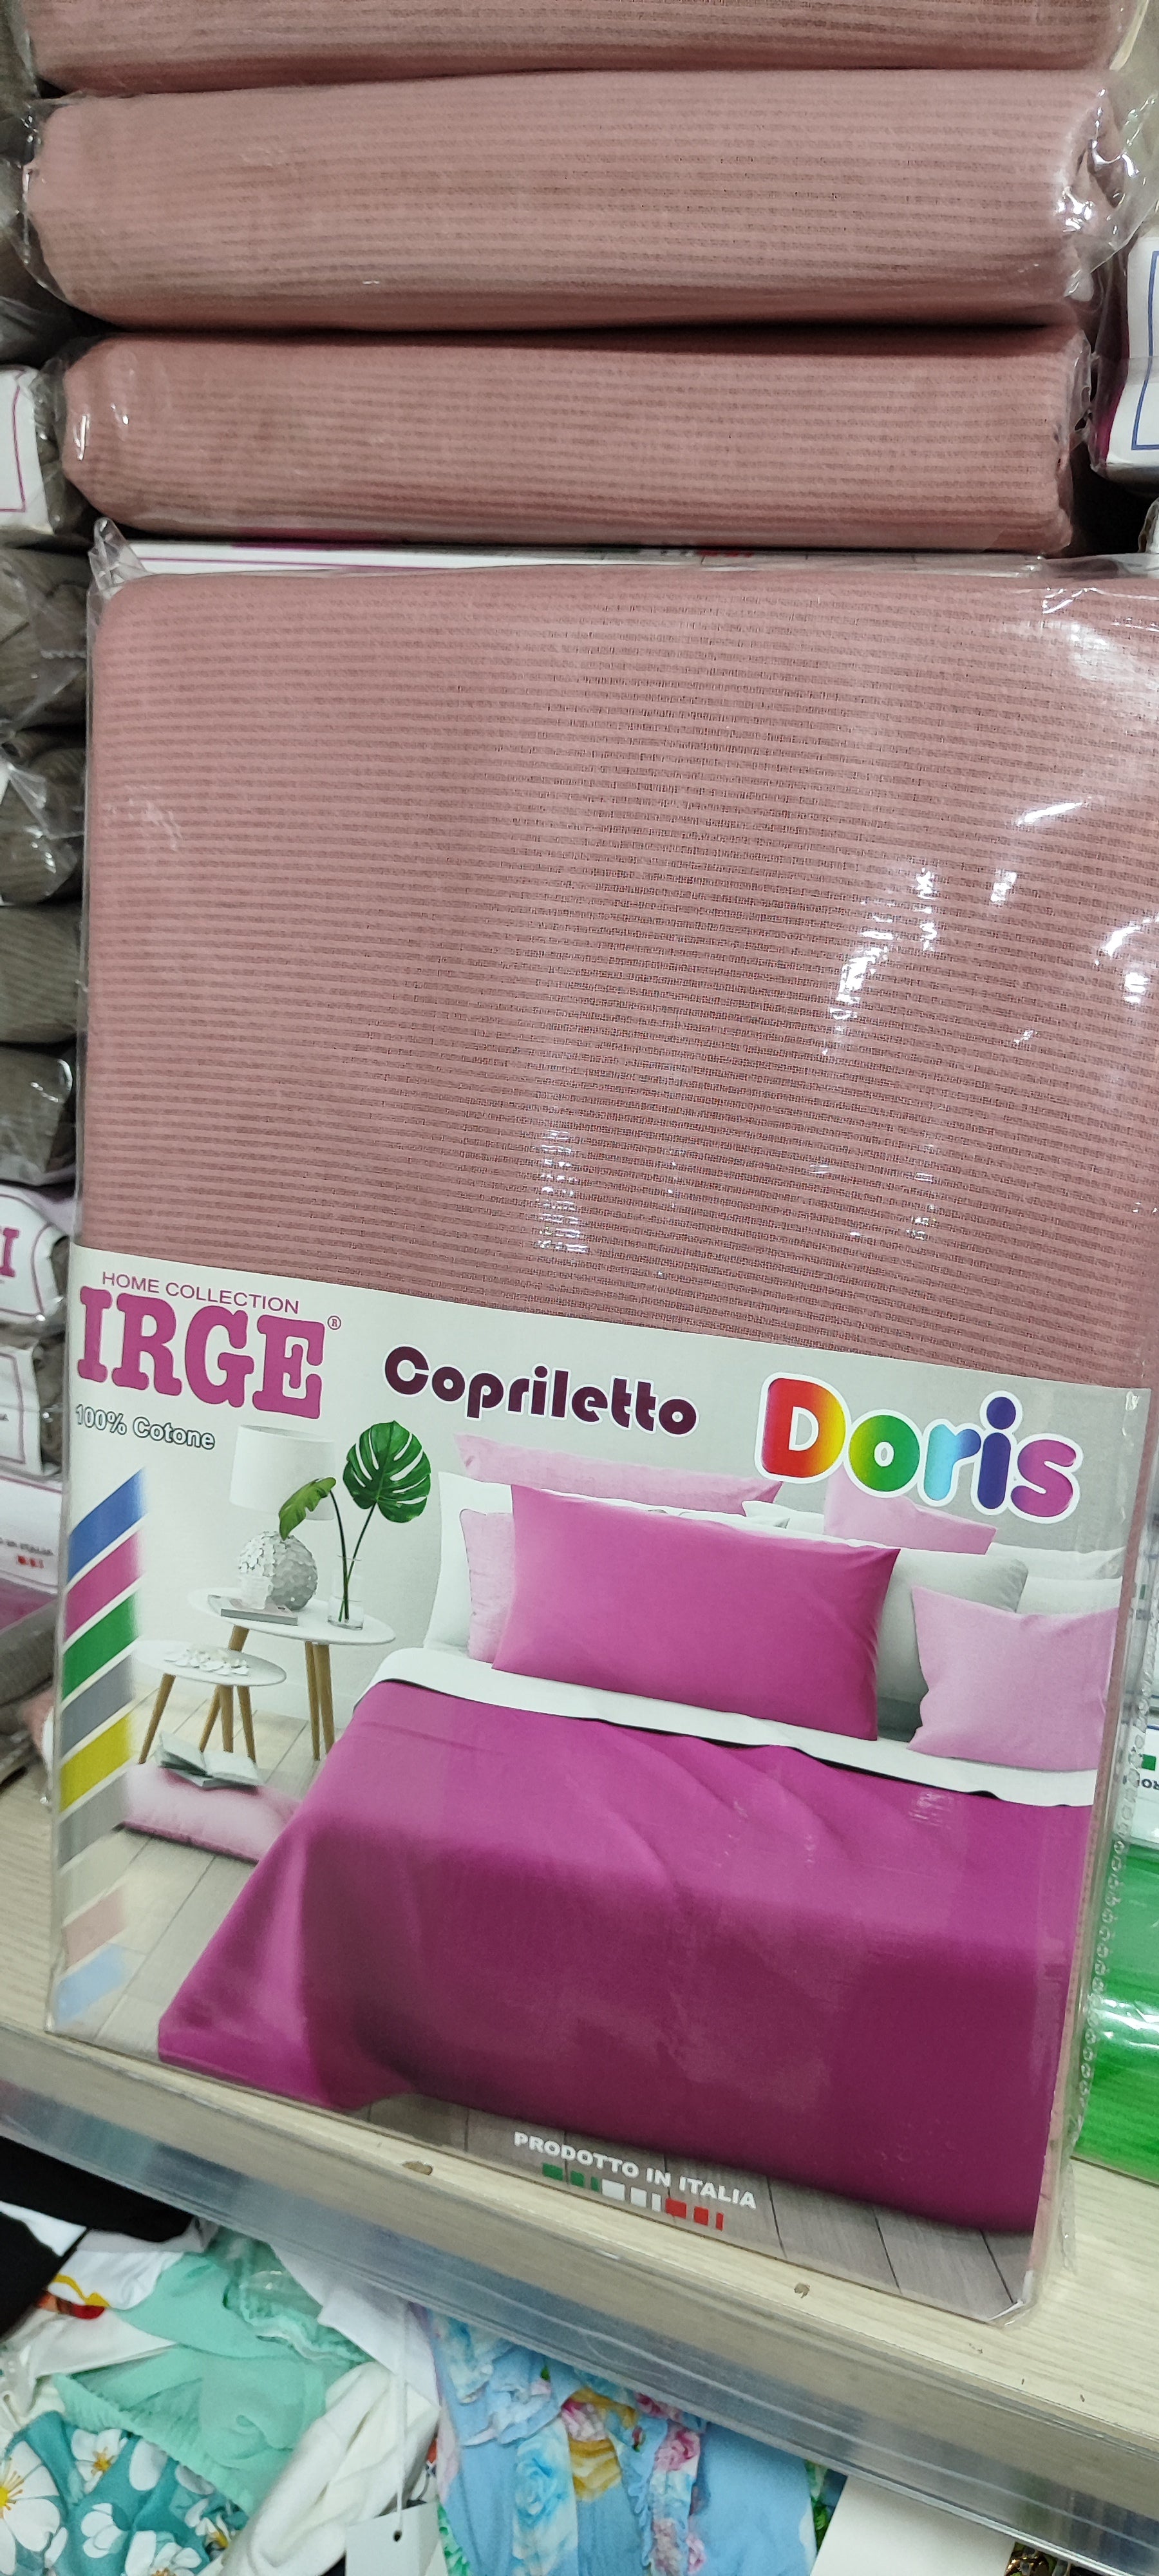 HOME COLLECTION
IRGE®
100% Cotone
Copriletto Doris
PRODOTTO IN ITALIA